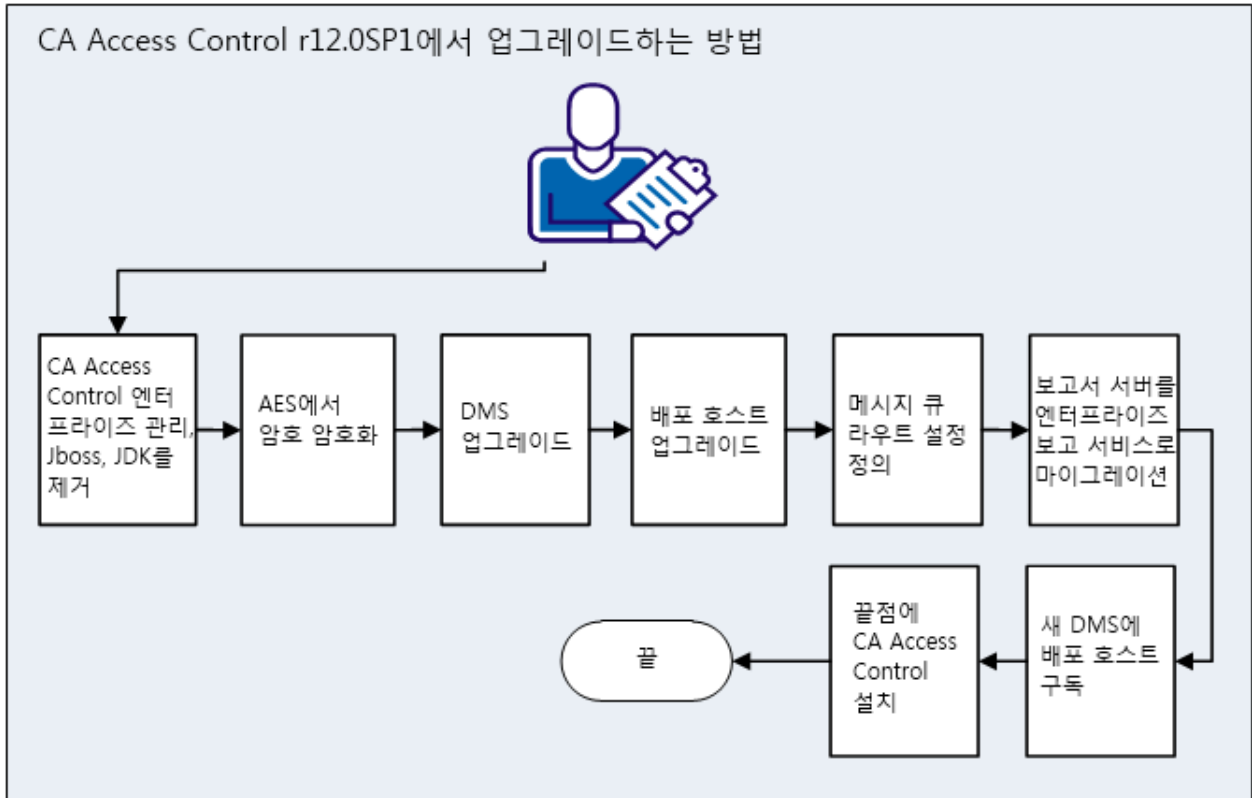 CA Access Control r12.0SP1에서 업그레이드하는 방법
CA Access
Control 엔터
프라이즈 관리,
Jboss, JDK를
제거
AES에서
암호 암호화
DMS
업그레이드
배포 호스트
업그레이드
메시지 큐
라우트 설정
정의
보고서 서버를
엔터프라이즈
보고 서비스로
마이그레이션
새 DMS에
배포 호스트
구독
끝점에
CA Access
Control
설치
끝